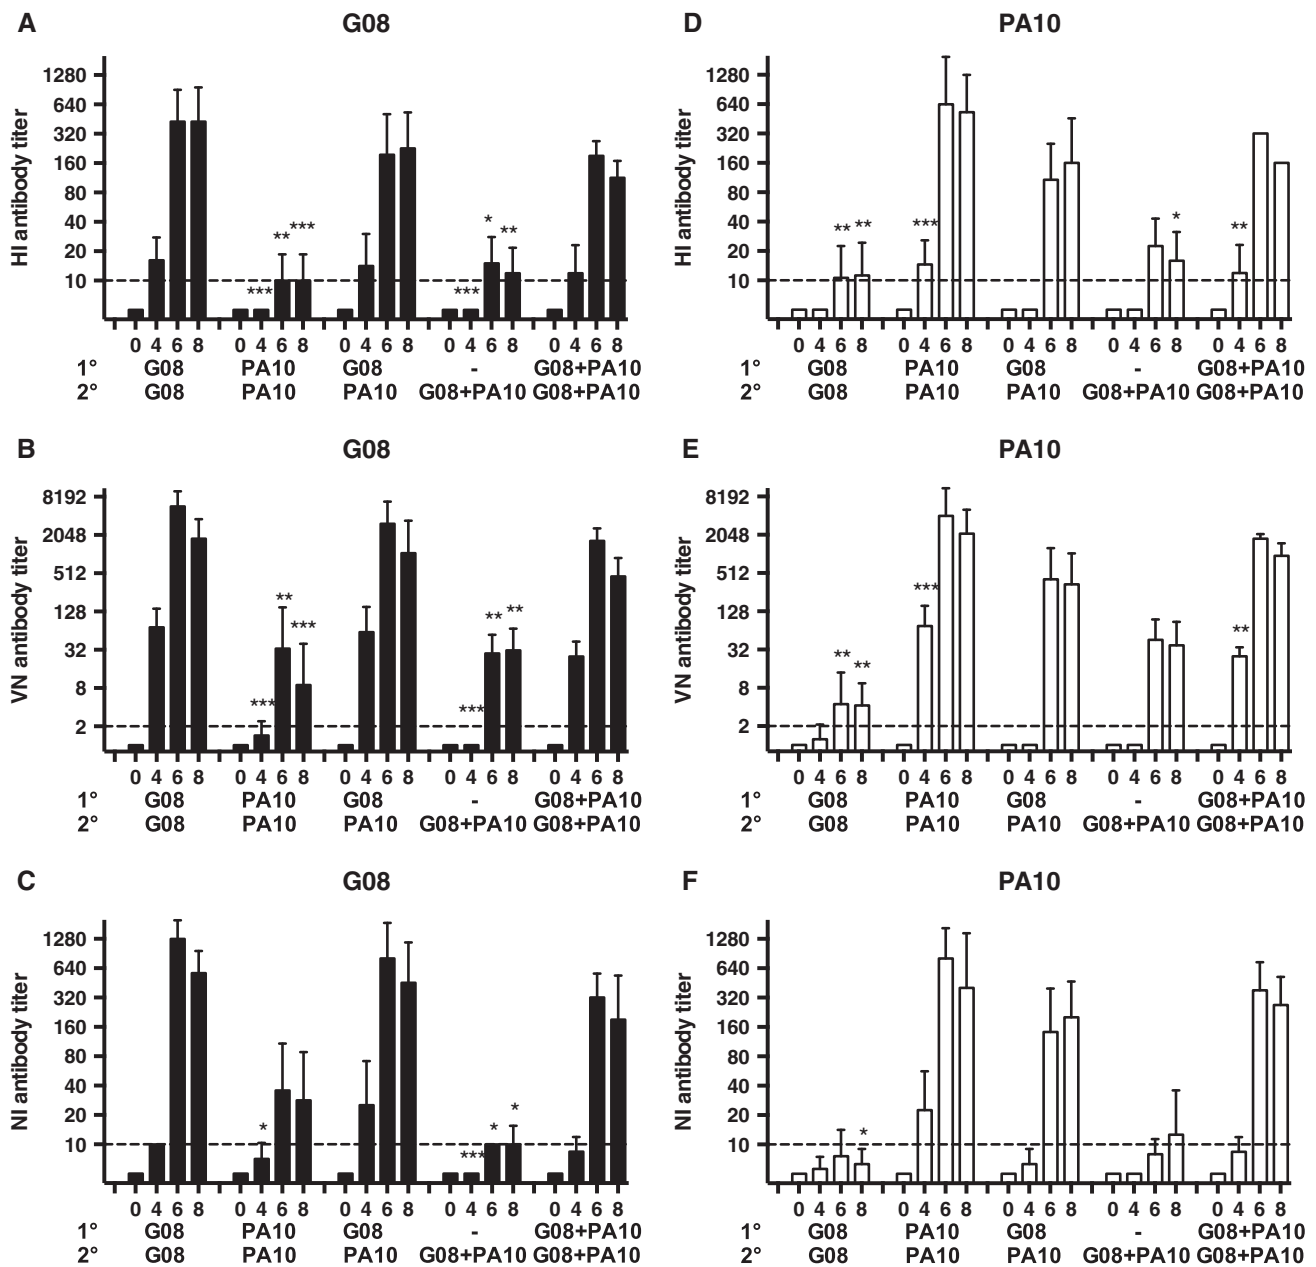 A G08
HI antibody titer
1280
640
320
160
80
40
20
10
** *** *** *** * **
0 4 6 8 0 4 6 8 0 4 6 8 0 4 6 8 0 4 6 8
1° G08 PA10 G08 - G08+PA10
2° G08 PA10 PA10 G08+PA10 G08+PA10
D PA10
HI antibody titer
1280
640
320
160
80
40
20
10
** ** *** * **
0 4 6 8 0 4 6 8 0 4 6 8 0 4 6 8 0 4 6 8
1° G08 PA10 G08 - G08+PA10
2° G08 PA10 PA10 G08+PA10 G08+PA10
B G08
VN antibody titer
8192
2048
512
128
32
8
2
*** ** *** *** ** **
0 4 6 8 0 4 6 8 0 4 6 8 0 4 6 8 0 4 6 8
1° G08 PA10 G08 - G08+PA10
2° G08 PA10 PA10 G08+PA10 G08+PA10
E PA10
VN antibody titer
8192
2048
512
128
32
8
2
** ** *** **
0 4 6 8 0 4 6 8 0 4 6 8 0 4 6 8 0 4 6 8
1° G08 PA10 G08 - G08+PA10
2° G08 PA10 PA10 G08+PA10 G08+PA10
C G08
NI antibody titer
1280
640
320
160
80
40
20
10
* *** * *
0 4 6 8 0 4 6 8 0 4 6 8 0 4 6 8 0 4 6 8
1° G08 PA10 G08 - G08+PA10
2° G08 PA10 PA10 G08+PA10 G08+PA10
F PA10
NI antibody titer
1280
640
320
160
80
40
20
10
*
0 4 6 8 0 4 6 8 0 4 6 8 0 4 6 8 0 4 6 8
1° G08 PA10 G08 - G08+PA10
2° G08 PA10 PA10 G08+PA10 G08+PA10